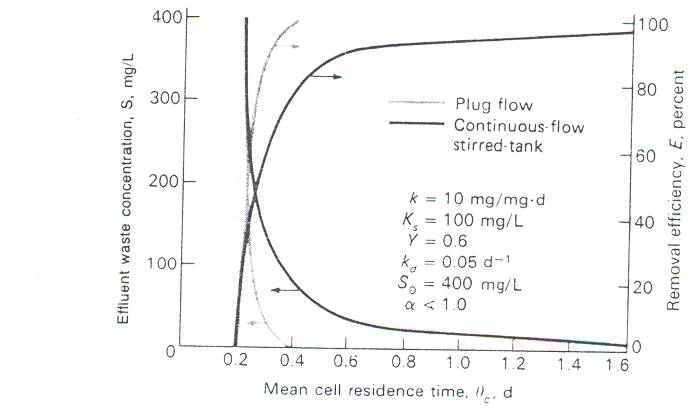 Effluent waste concentration, S, mg/L
400
300
200
100
0
100
80
60
40
20
0
Removal efficiency, E, percent
Plug flow
Continuous-flow
stirred-tank
k = 10 mg/mg·d
Kₛ = 100 mg/L
Y = 0.6
k_d = 0.05 d⁻¹
S₀ = 400 mg/L
α < 1.0
0 0.2 0.4 0.6 0.8 1.0 1.2 1.4 1.6
Mean cell residence time, θ_c, d